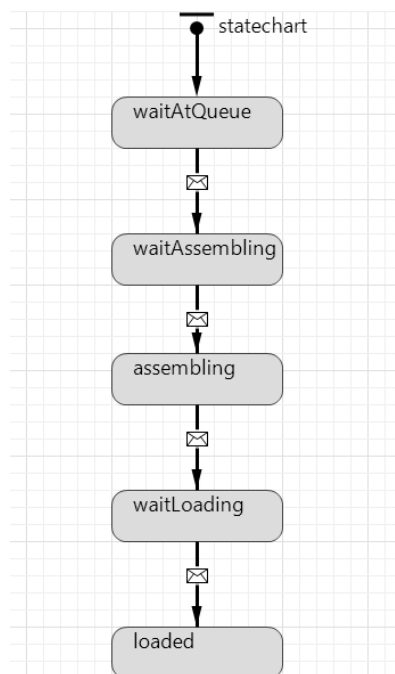 statechart
waitAtQueue
waitAssembling
assembling
waitLoading
loaded